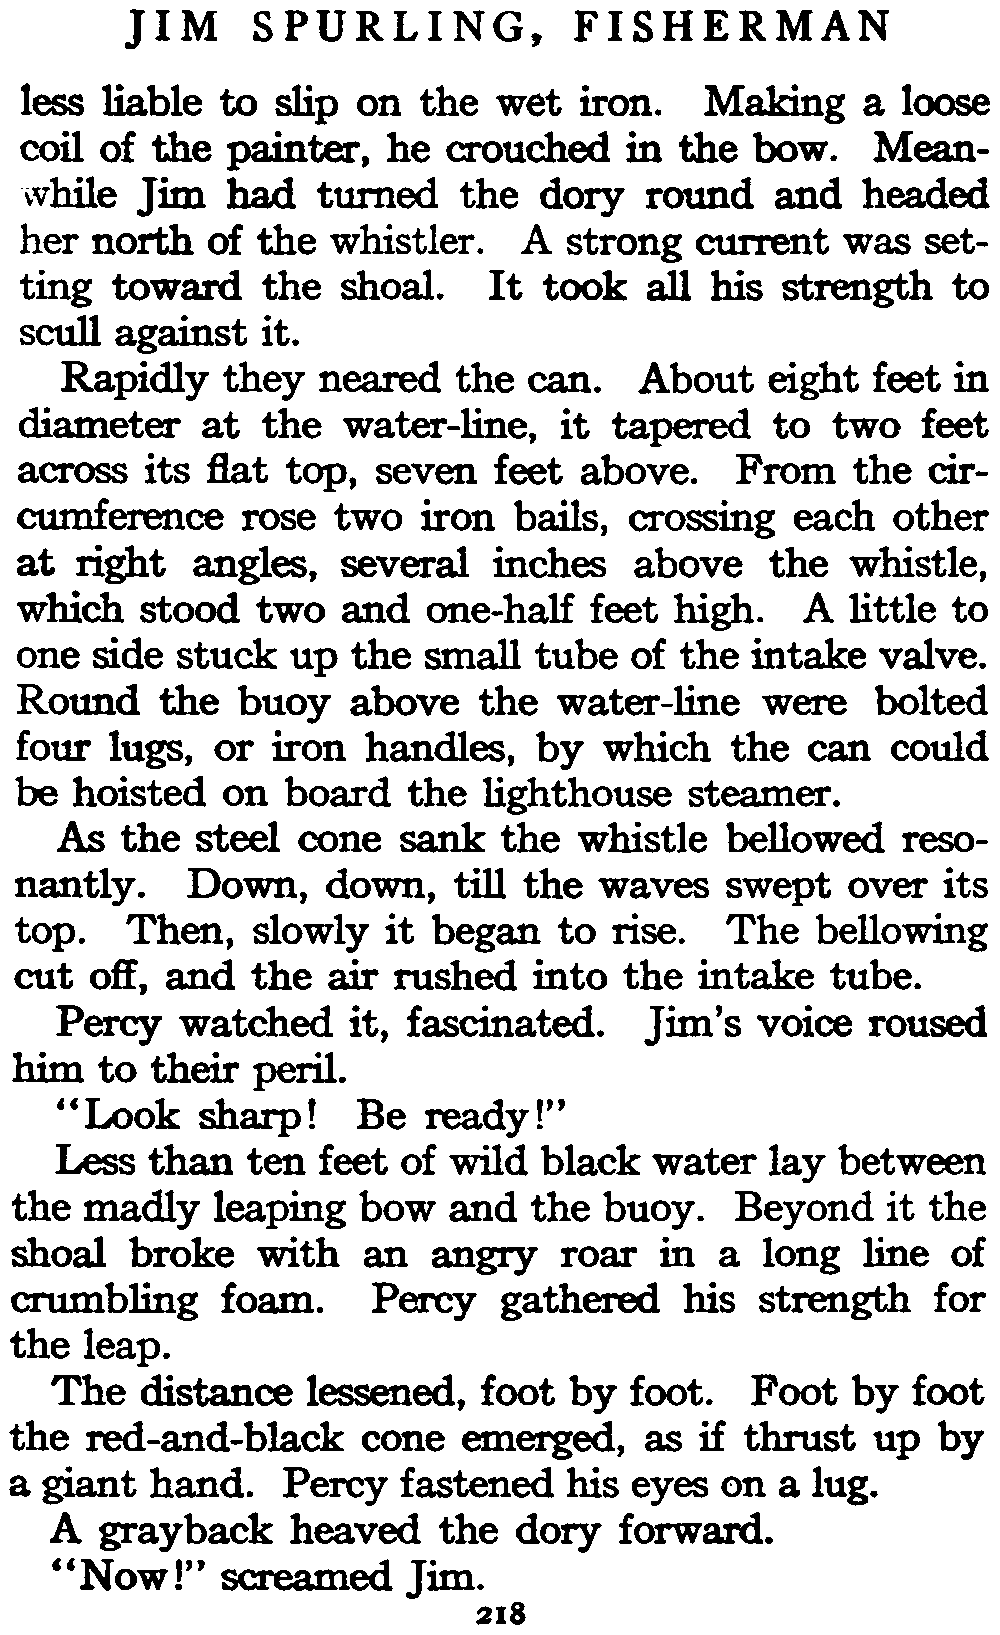 JIM SPURLING, FISHERMAN
less liable to slip on the wet iron. Making a loose
coil of the painter, he crouched in the bow. Mean-
while Jim had turned the dory round and headed
her north of the whistler. A strong current was set-
ting toward the shoal. It took all his strength to
scull against it.
Rapidly they neared the can. About eight feet in
diameter at the water-line, it tapered to two feet
across its flat top, seven feet above. From the cir-
cumference rose two iron bails, crossing each other
at right angles, several inches above the whistle,
which stood two and one-half feet high. A little to
one side stuck up the small tube of the intake valve.
Round the buoy above the water-line were bolted
four lugs, or iron handles, by which the can could
be hoisted on board the lighthouse steamer.
As the steel cone sank the whistle bellowed reso-
nantly. Down, down, till the waves swept over its
top. Then, slowly it began to rise. The bellowing
cut off, and the air rushed into the intake tube.
Percy watched it, fascinated. Jim's voice roused
him to their peril.
"Look sharp! Be ready!"
Less than ten feet of wild black water lay between
the madly leaping bow and the buoy. Beyond it the
shoal broke with an angry roar in a long line of
crumbling foam. Percy gathered his strength for
the leap.
The distance lessened, foot by foot. Foot by foot
the red-and-black cone emerged, as if thrust up by
a giant hand. Percy fastened his eyes on a lug.
A grayback heaved the dory forward.
"Now!" screamed Jim.
218